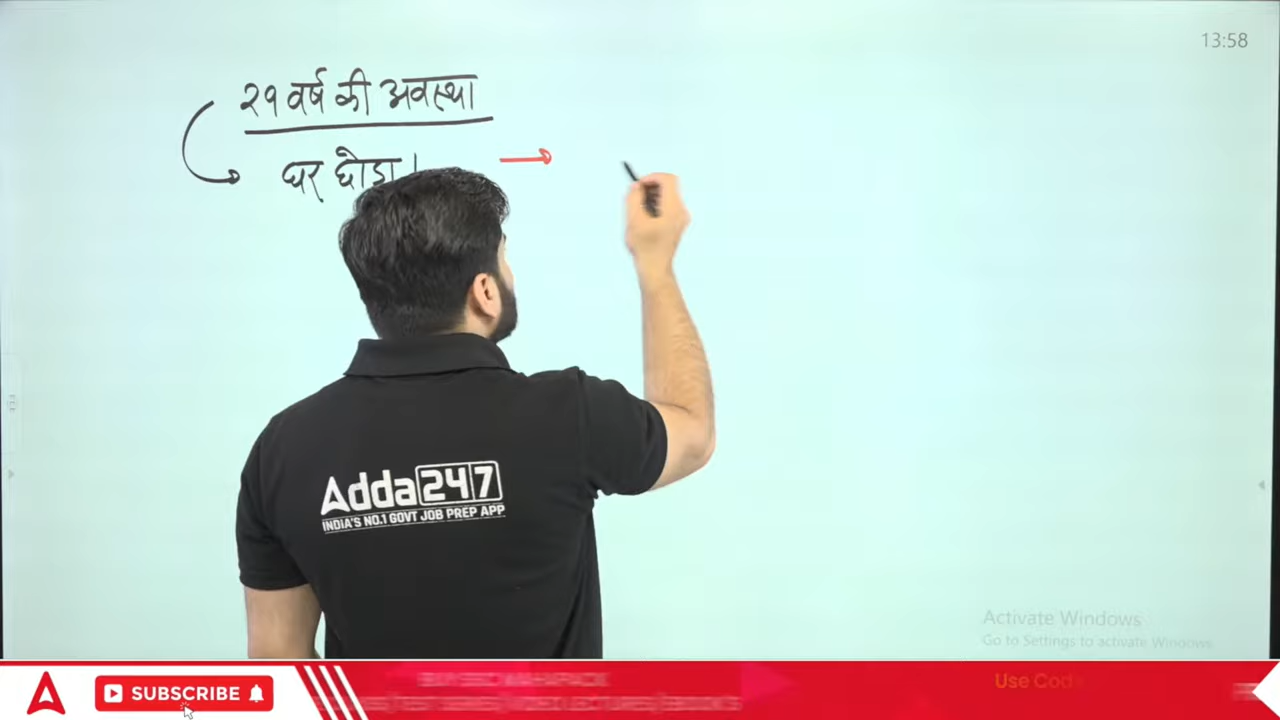 13:58
२१ वर्ष की अवस्था
घर छोड़ा।
Adda247
INDIA'S NO.1 GOVT JOB PREP APP
Activate Windows
Go to Settings to activate Windows.
SUBSCRIBE
Use Code